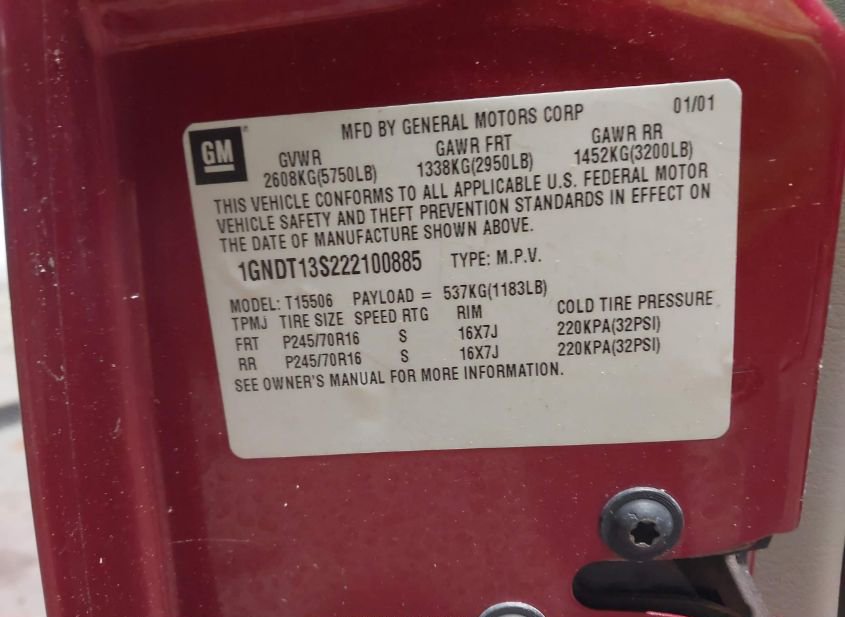 GM
MFD BY GENERAL MOTORS CORP 01/01
GVWR GAWR FRT GAWR RR
2608KG(5750LB) 1338KG(2950LB) 1452KG(3200LB)
THIS VEHICLE CONFORMS TO ALL APPLICABLE U.S. FEDERAL MOTOR
VEHICLE SAFETY AND THEFT PREVENTION STANDARDS IN EFFECT ON
THE DATE OF MANUFACTURE SHOWN ABOVE.
1GNDT13S222100885 TYPE: M.P.V.
MODEL: T15506 PAYLOAD = 537KG(1183LB)
TPMJ TIRE SIZE SPEED RTG RIM COLD TIRE PRESSURE
FRT P245/70R16 S 16X7J 220KPA(32PSI)
RR P245/70R16 S 16X7J 220KPA(32PSI)
SEE OWNER'S MANUAL FOR MORE INFORMATION.